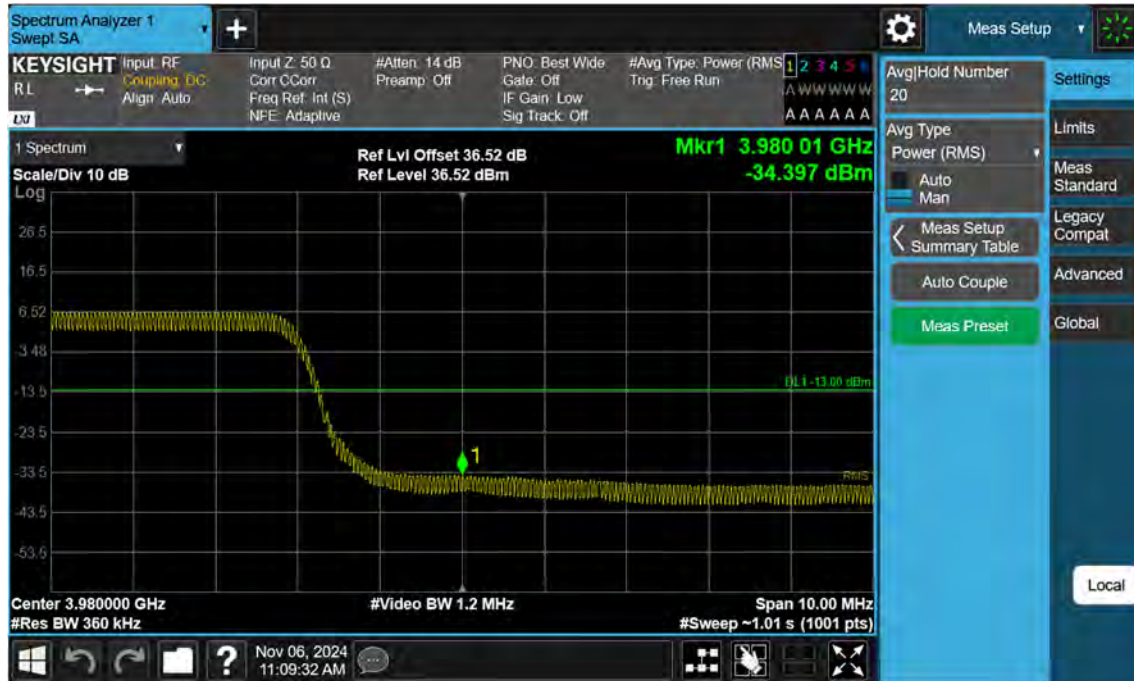 Spectrum Analyzer 1
Swept SA
+
Meas Setup
KEYSIGHT
RL
LXI
Input: RF
Coupling: DC
Align: Auto
Input Z: 50 Ω
Corr CCorr
Freq Ref: Int (S)
NFE: Adaptive
#Atten: 14 dB
Preamp: Off
PNO: Best Wide
Gate: Off
IF Gain: Low
Sig Track: Off
#Avg Type: Power (RMS
Trig: Free Run
1 2 3 4 5 6
A W W W W W
A A A A A A
1 Spectrum
Scale/Div 10 dB
Log
Ref Lvl Offset 36.52 dB
Ref Level 36.52 dBm
Mkr1 3.980 01 GHz
-34.397 dBm
26.5
16.5
6.52
-3.48
-13.5
-23.5
-33.5
-43.5
-53.5
DL1 -13.00 dBm
1
RMS
Center 3.980000 GHz
#Res BW 360 kHz
#Video BW 1.2 MHz
Span 10.00 MHz
#Sweep ~1.01 s (1001 pts)
Avg|Hold Number
20
Avg Type
Power (RMS)
Auto
Man
Meas Setup
Summary Table
Auto Couple
Meas Preset
Settings
Limits
Meas
Standard
Legacy
Compat
Advanced
Global
Local
?
Nov 06, 2024
11:09:32 AM